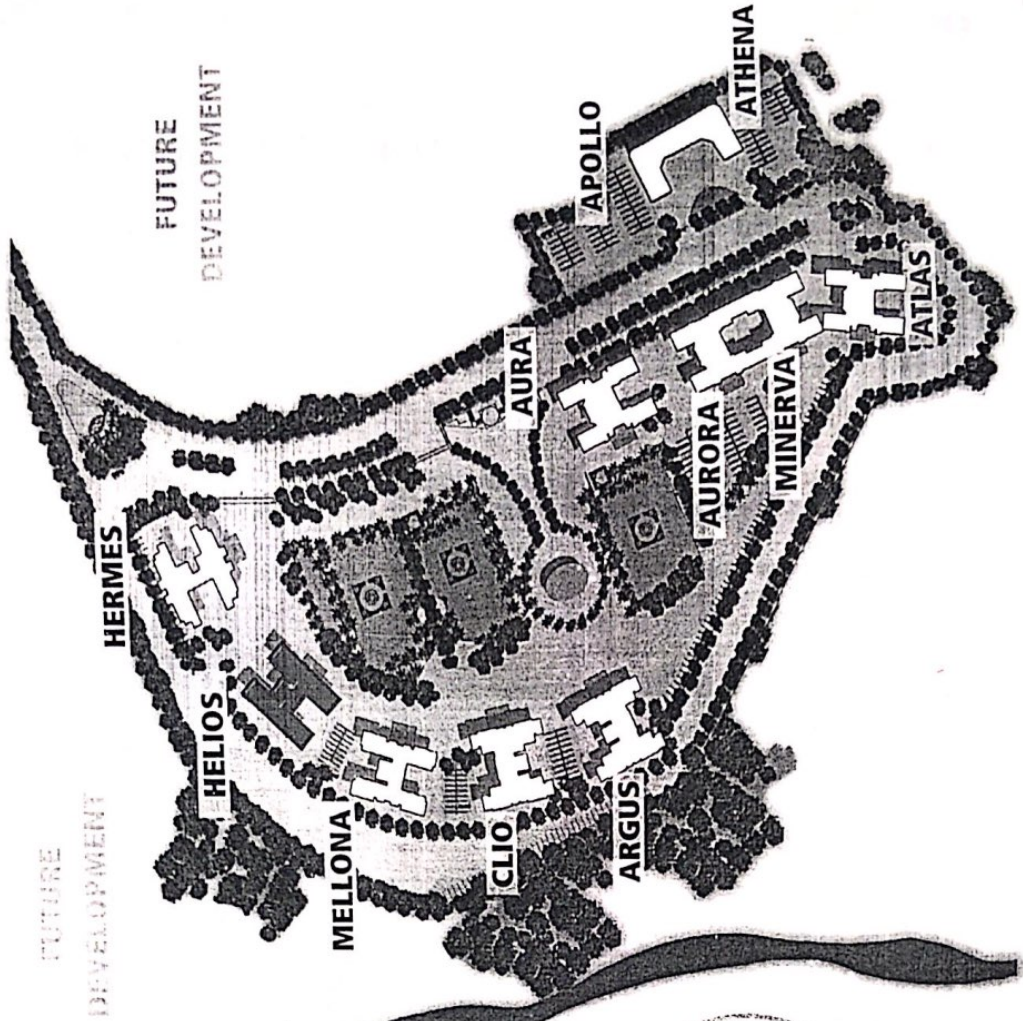 FUTURE
DEVELOPMENT
FUTURE
DEVELOPMENT
HERMES
HELIOS
MELLONA
CLIO
ARGUS
AURA
AURORA
MINERVA
ATLAS
APOLLO
ATHENA